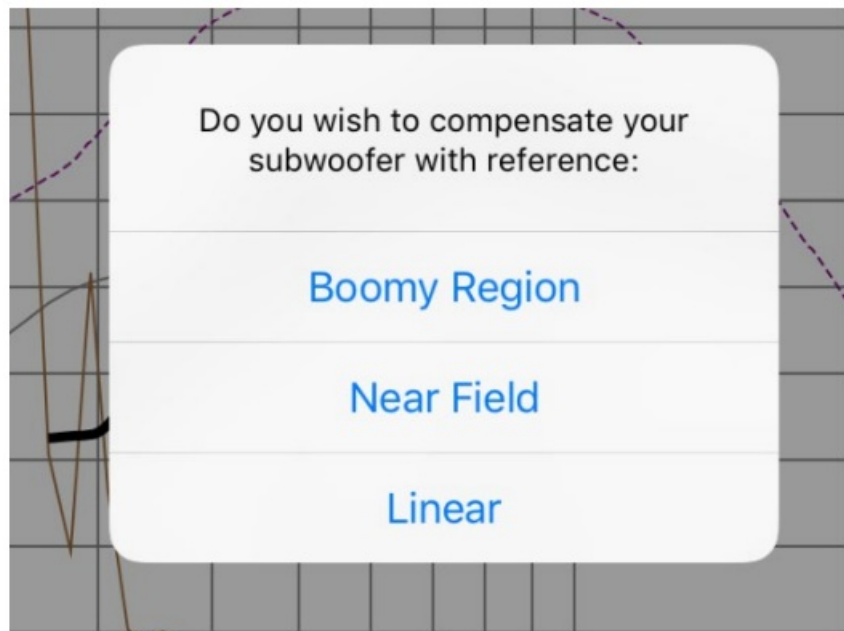 Do you wish to compensate your
subwoofer with reference:
Boomy Region
Near Field
Linear